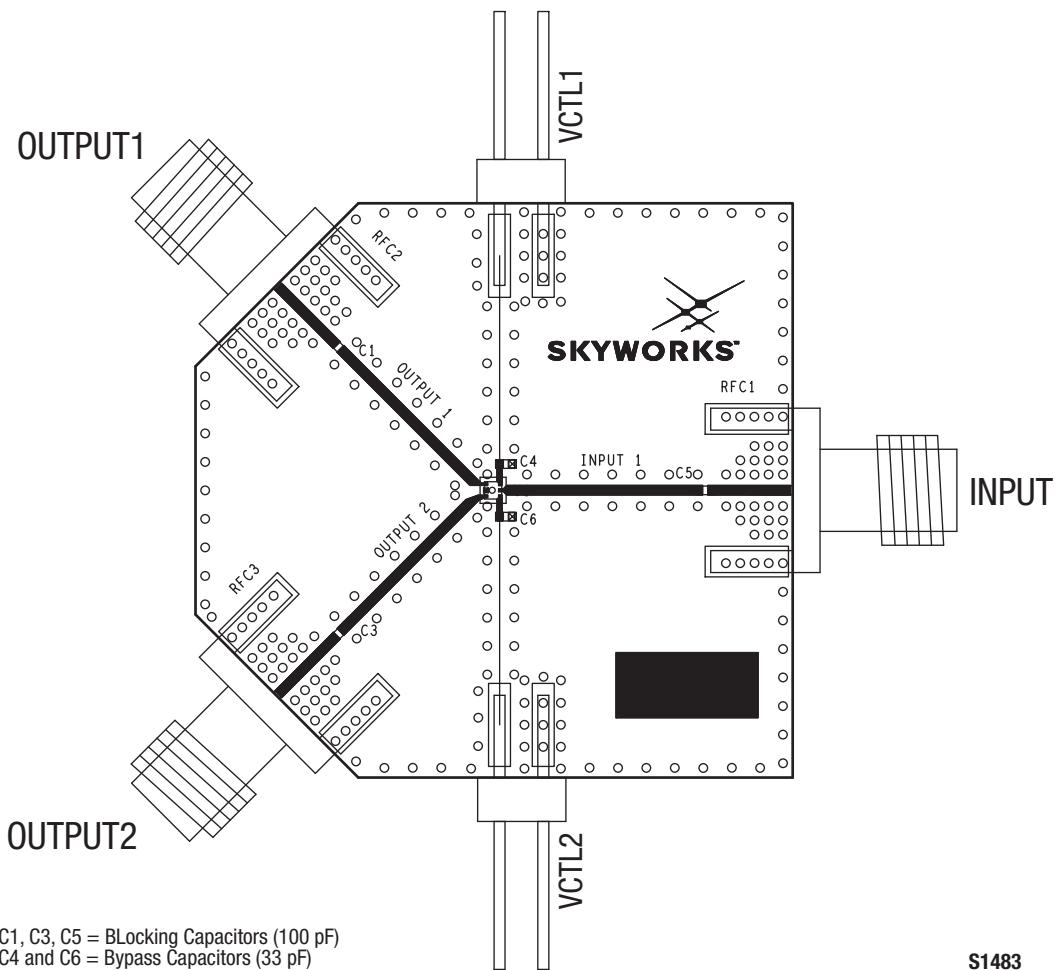 VCTL1
OUTPUT1
RFC2
SKYWORKS™
C1
OUTPUT 1
RFC1
C4
INPUT 1
C5
INPUT
C6
OUTPUT 2
RFC3
C3
OUTPUT2
VCTL2
C1, C3, C5 = BLocking Capacitors (100 pF)
C4 and C6 = Bypass Capacitors (33 pF)
S1483